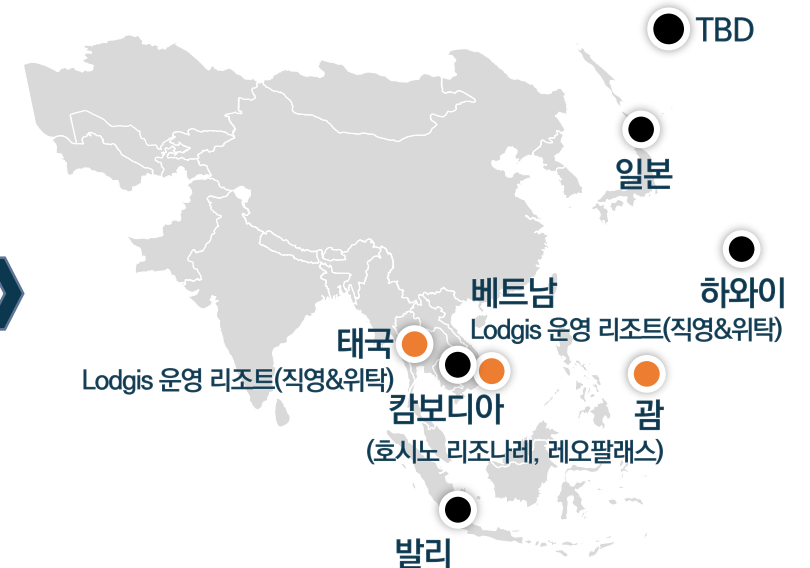 TBD
일본
하와이
베트남
Lodgis 운영 리조트(직영&위탁)
태국
Lodgis 운영 리조트(직영&위탁)
캄보디아
괌
(호시노 리조나레, 레오팔래스)
발리